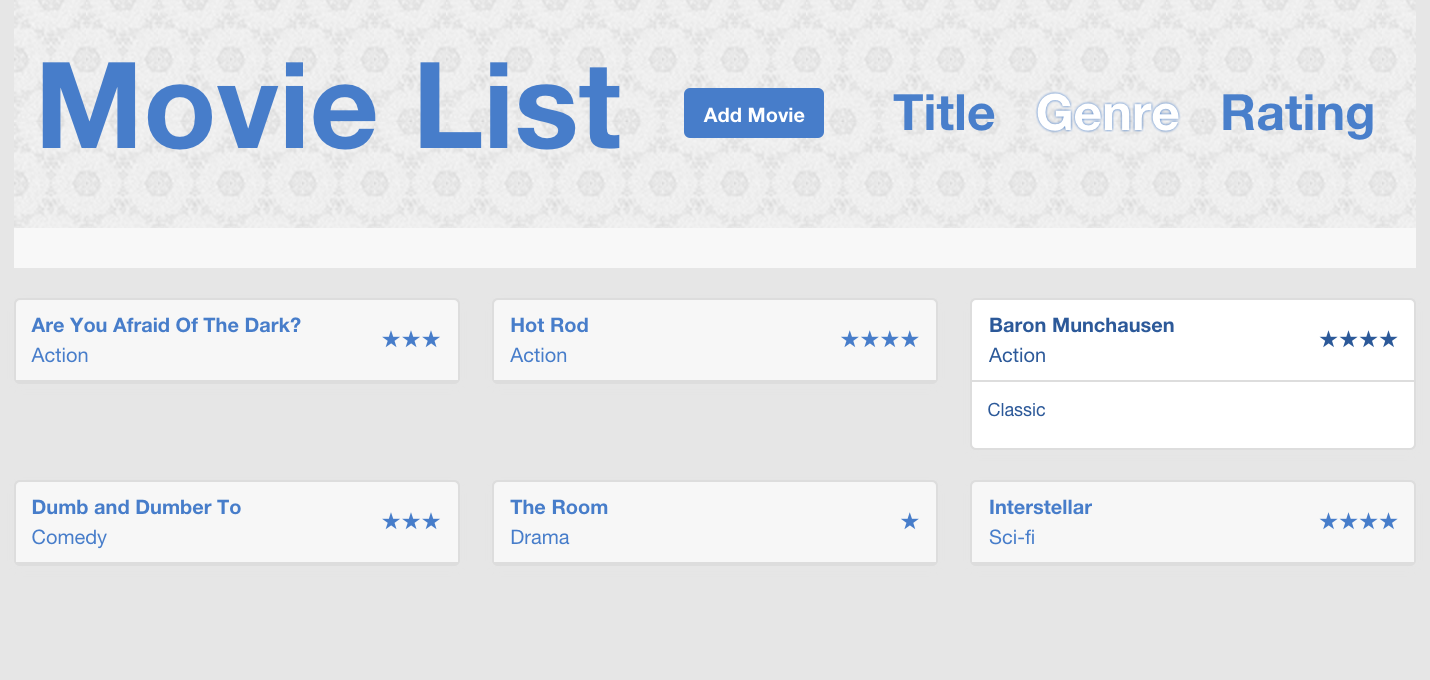 Movie List
Add Movie
Title Genre Rating
Are You Afraid Of The Dark?
Action
★★★
Hot Rod
Action
★★★★
Baron Munchausen
Action
★★★★
Classic
Dumb and Dumber To
Comedy
★★★
The Room
Drama
★
Interstellar
Sci-fi
★★★★